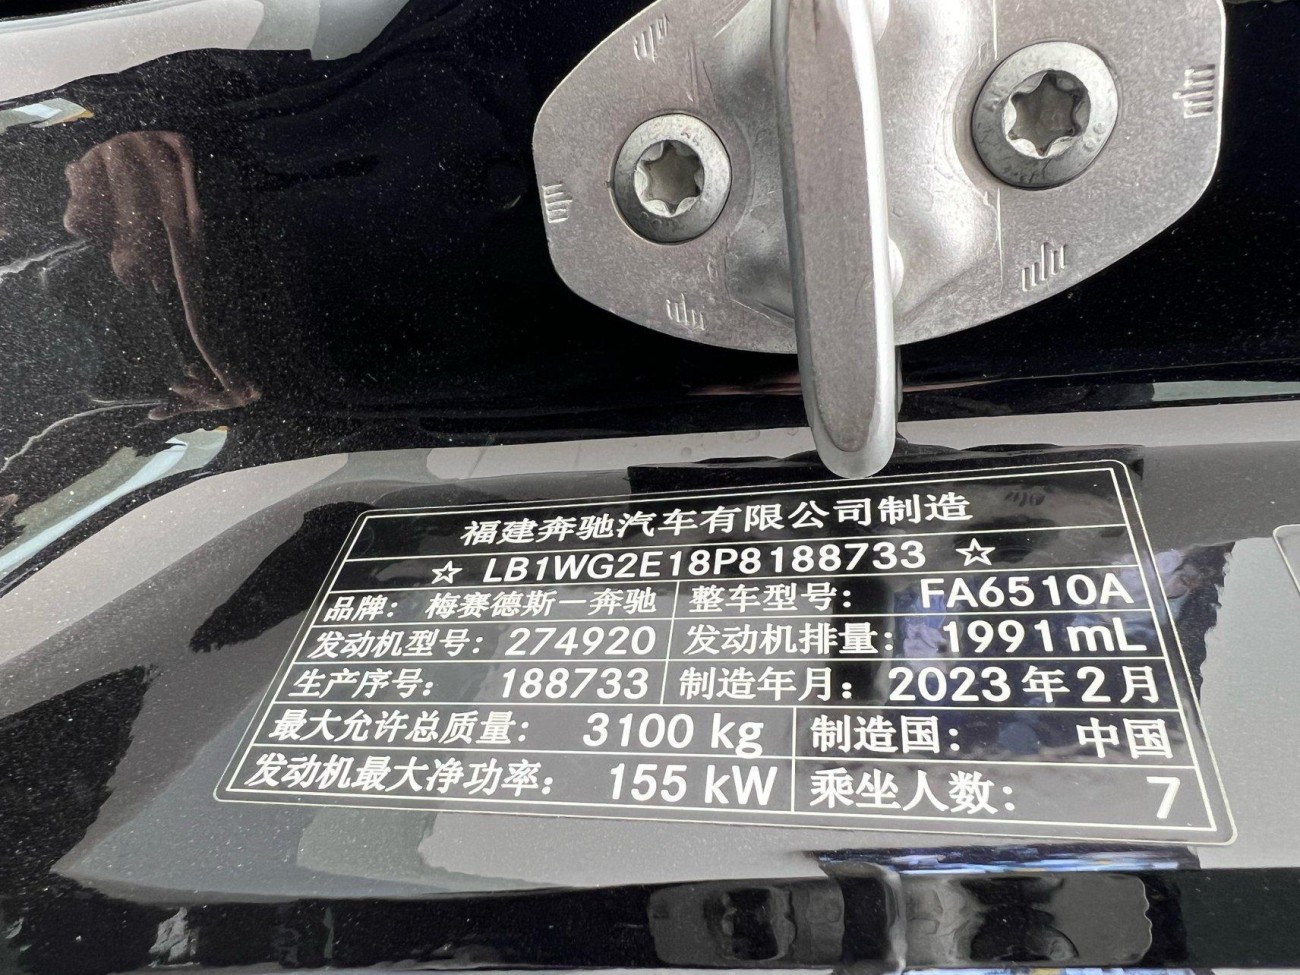 福建奔驰汽车有限公司制造
☆ LB1WG2E18P8188733 ☆
品牌：梅赛德斯－奔驰 整车型号：FA6510A
发动机型号：274920 发动机排量：1991mL
生产序号：188733 制造年月：2023年2月
最大允许总质量：3100 kg 制造国：中国
发动机最大净功率：155 kW 乘坐人数：7